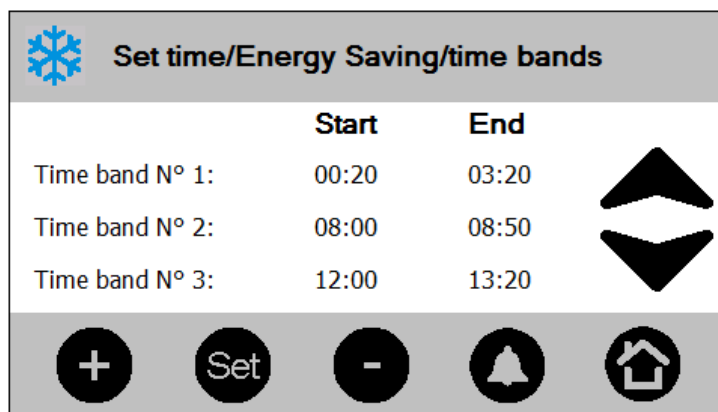 Set time/Energy Saving/time bands
Start End
Time band N° 1: 00:20 03:20
Time band N° 2: 08:00 08:50
Time band N° 3: 12:00 13:20
+ Set -